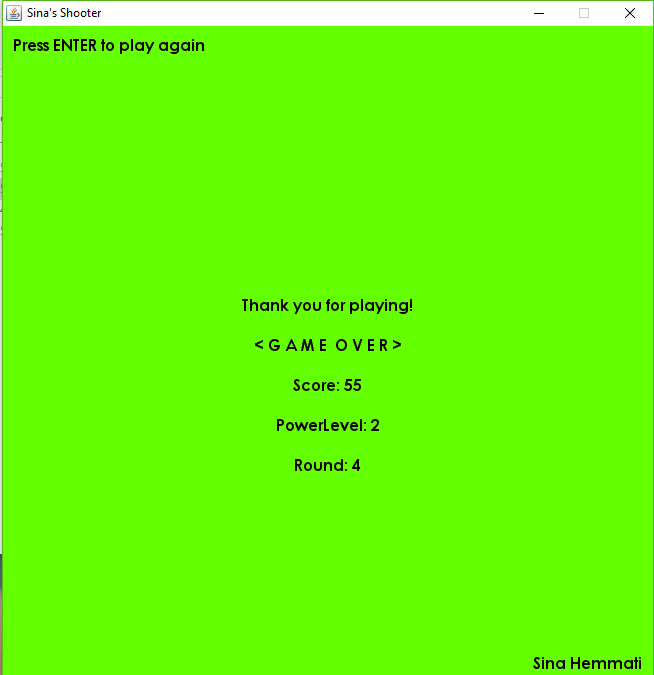 Sina's Shooter
Press ENTER to play again
Thank you for playing!
< G A M E  O V E R >
Score: 55
PowerLevel: 2
Round: 4
Sina Hemmati